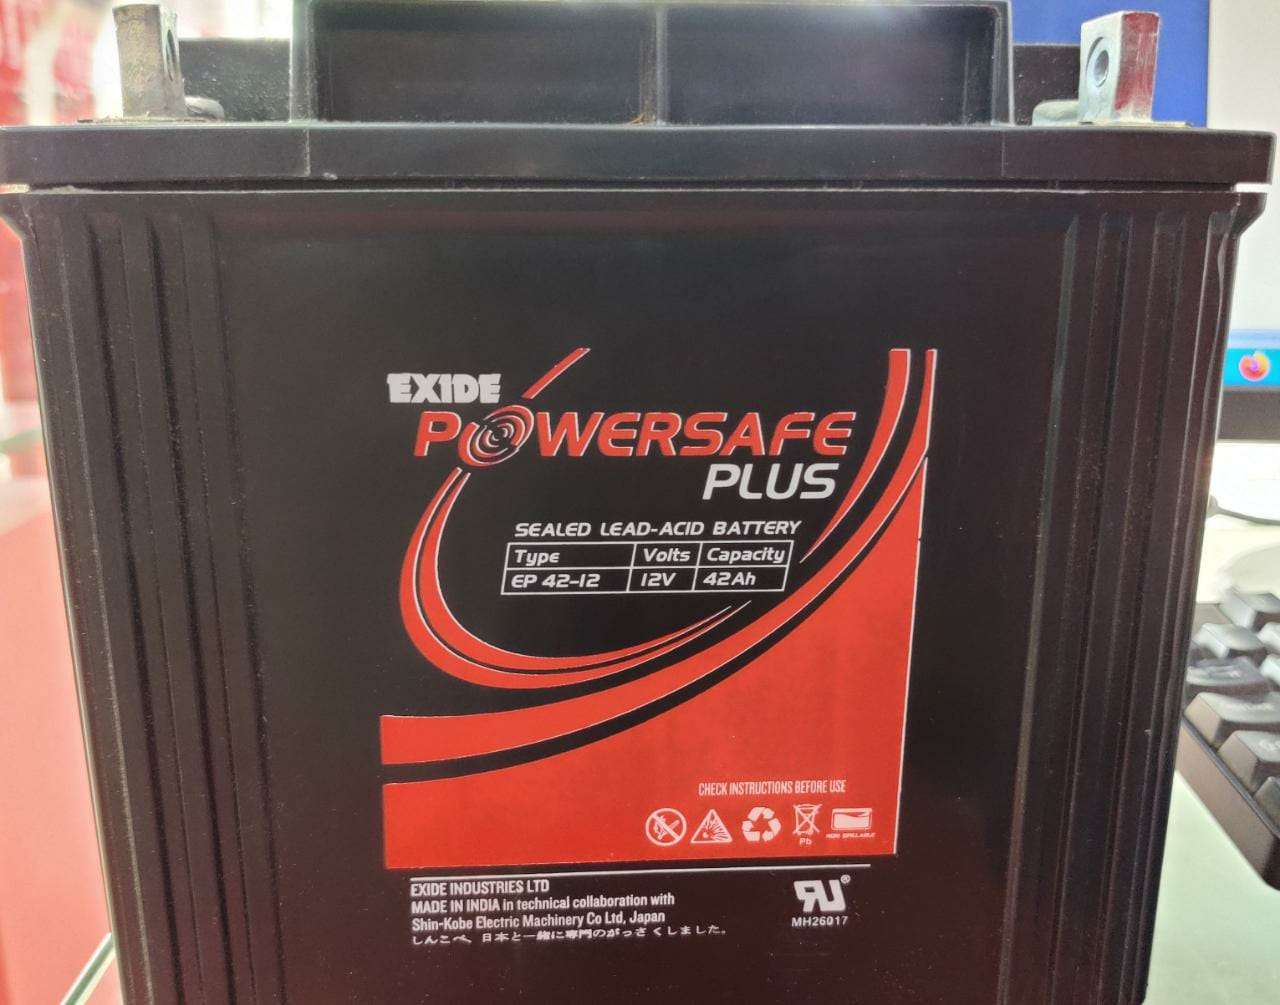 EXIDE
POWERSAFE
PLUS
SEALED LEAD-ACID BATTERY
Type Volts Capacity
EP 42-12 12V 42Ah
CHECK INSTRUCTIONS BEFORE USE
Pb
NON SPILLABLE
EXIDE INDUSTRIES LTD
MADE IN INDIA in technical collaboration with
Shin-Kobe Electric Machinery Co Ltd, Japan
しんこべ、日本と一緒に専門のがっさくしました。
RU®
MH26017